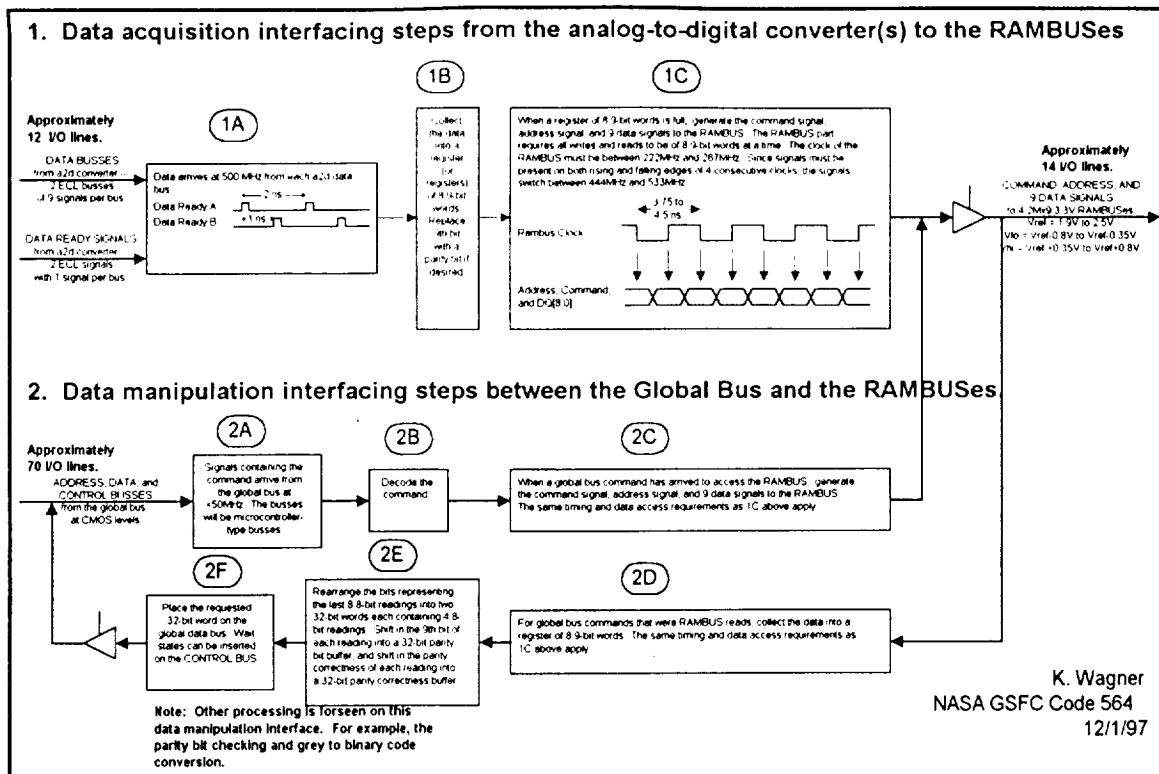 1. Data acquisition interfacing steps from the analog-to-digital converter(s) to the RAMBUSes
1A
1B
1C
Approximately
12 I/O lines.
DATA BUSSES
from a2d converter -
2 ECL busses
of 9 signals per bus
DATA READY SIGNALS
from a2d converter
2 ECL signals
with 1 signal per bus
Data arrives at 500 MHz from each a2d data
bus
2 ns
Data Ready A
Data Ready B
±1 ns
Collect
the data
into a
register
(or
registers)
of 8 9-bit
words
Replace
9th bit
with a
parity bit if
desired
When a register of 8 9-bit words is full, generate the command signal,
address signal, and 9 data signals to the RAMBUS. The RAMBUS part
requires all writes and reads to be of 8 9-bit words at a time. The clock of the
RAMBUS must be between 222MHz and 267MHz. Since signals must be
present on both rising and falling edges of 4 consecutive clocks, the signals
switch between 444MHz and 533MHz.
3.75 to
4.5 ns
Rambus Clock
Address, Command,
and DQ[8:0]
Approximately
14 I/O lines.
COMMAND, ADDRESS, AND
9 DATA SIGNALS
to 4 2Mx9 3.3V RAMBUSes
Vref = 1.9V to 2.5V
Vlo = Vref-0.8V to Vref-0.35V
Vhi = Vref+0.35V to Vref+0.8V
2. Data manipulation interfacing steps between the Global Bus and the RAMBUSes
2A
2B
2C
Approximately
70 I/O lines.
ADDRESS, DATA, and
CONTROL BUSSES
from the global bus
at CMOS levels
Signals containing the
command arrive from
the global bus at
<50MHz. The busses
will be microcontroller-
type busses
Decode the
command
When a global bus command has arrived to access the RAMBUS, generate
the command signal, address signal, and 9 data signals to the RAMBUS
The same timing and data access requirements as 1C above apply
2F
2E
2D
Place the requested
32-bit word on the
global data bus. Wait
states can be inserted
on the CONTROL BUS
Rearrange the bits representing
the last 8 8-bit readings into two
32-bit words each containing 4 8-
bit readings. Shift in the 9th bit of
each reading into a 32-bit parity
bit buffer, and shift in the parity
correctness of each reading into
a 32-bit parity correctness buffer
For global bus commands that were RAMBUS reads, collect the data into a
register of 8 9-bit words. The same timing and data access requirements as
1C above apply
Note: Other processing is forseen on this
data manipulation interface. For example, the
parity bit checking and grey to binary code
conversion.
K. Wagner
NASA GSFC Code 564
12/1/97